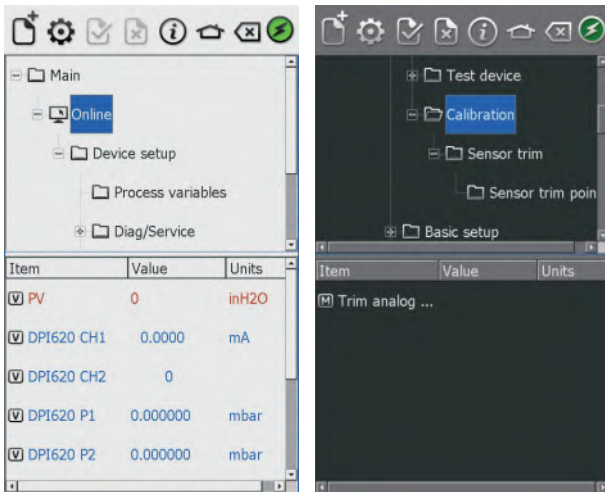 Main
Online
Device setup
Process variables
Diag/Service
Item Value Units
V PV 0 inH2O
V DPI620 CH1 0.0000 mA
V DPI620 CH2 0
V DPI620 P1 0.000000 mbar
V DPI620 P2 0.000000 mbar
Test device
Calibration
Sensor trim
Sensor trim poin
Basic setup
Item Value Units
M Trim analog ...